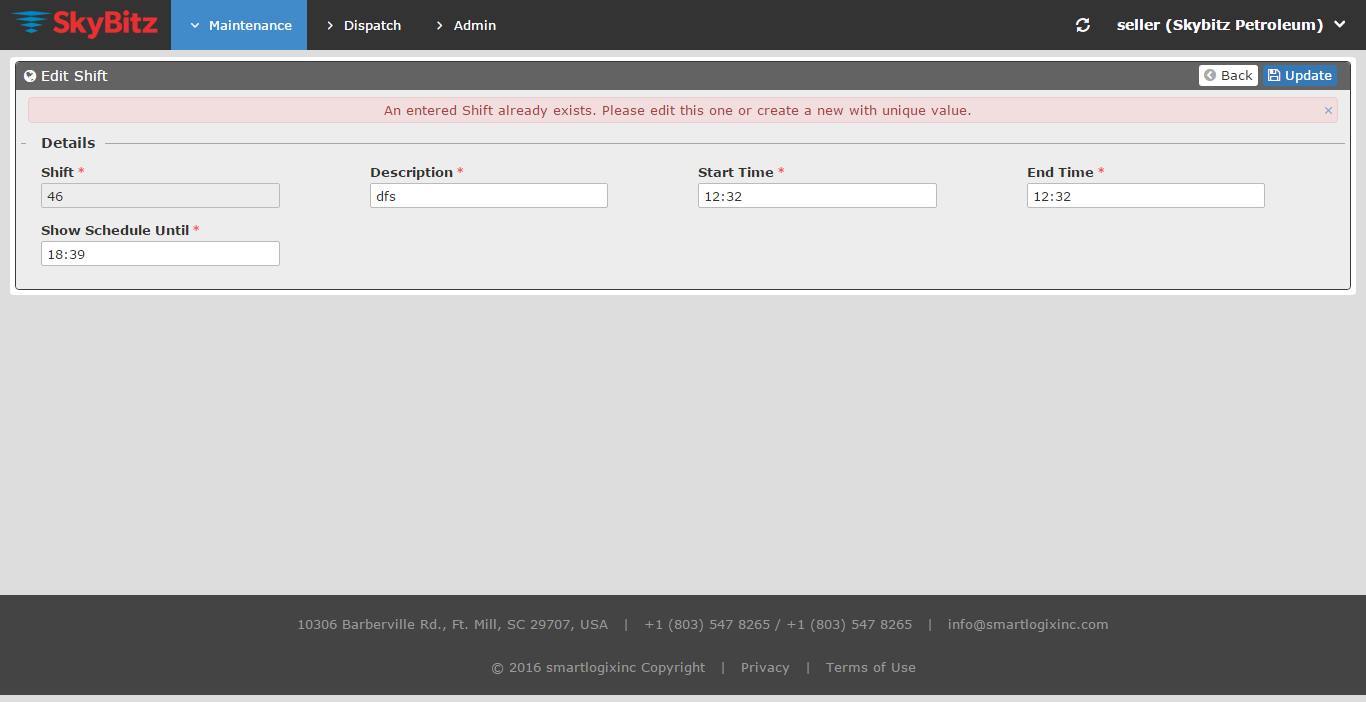 SkyBitz Maintenance Dispatch Admin seller (Skybitz Petroleum)
Edit Shift Back Update
An entered Shift already exists. Please edit this one or create a new with unique value. ×
Details
Shift * Description * Start Time * End Time *
46 dfs 12:32 12:32
Show Schedule Until *
18:39
10306 Barberville Rd., Ft. Mill, SC 29707, USA | +1 (803) 547 8265 / +1 (803) 547 8265 | info@smartlogixinc.com
© 2016 smartlogixinc Copyright | Privacy | Terms of Use